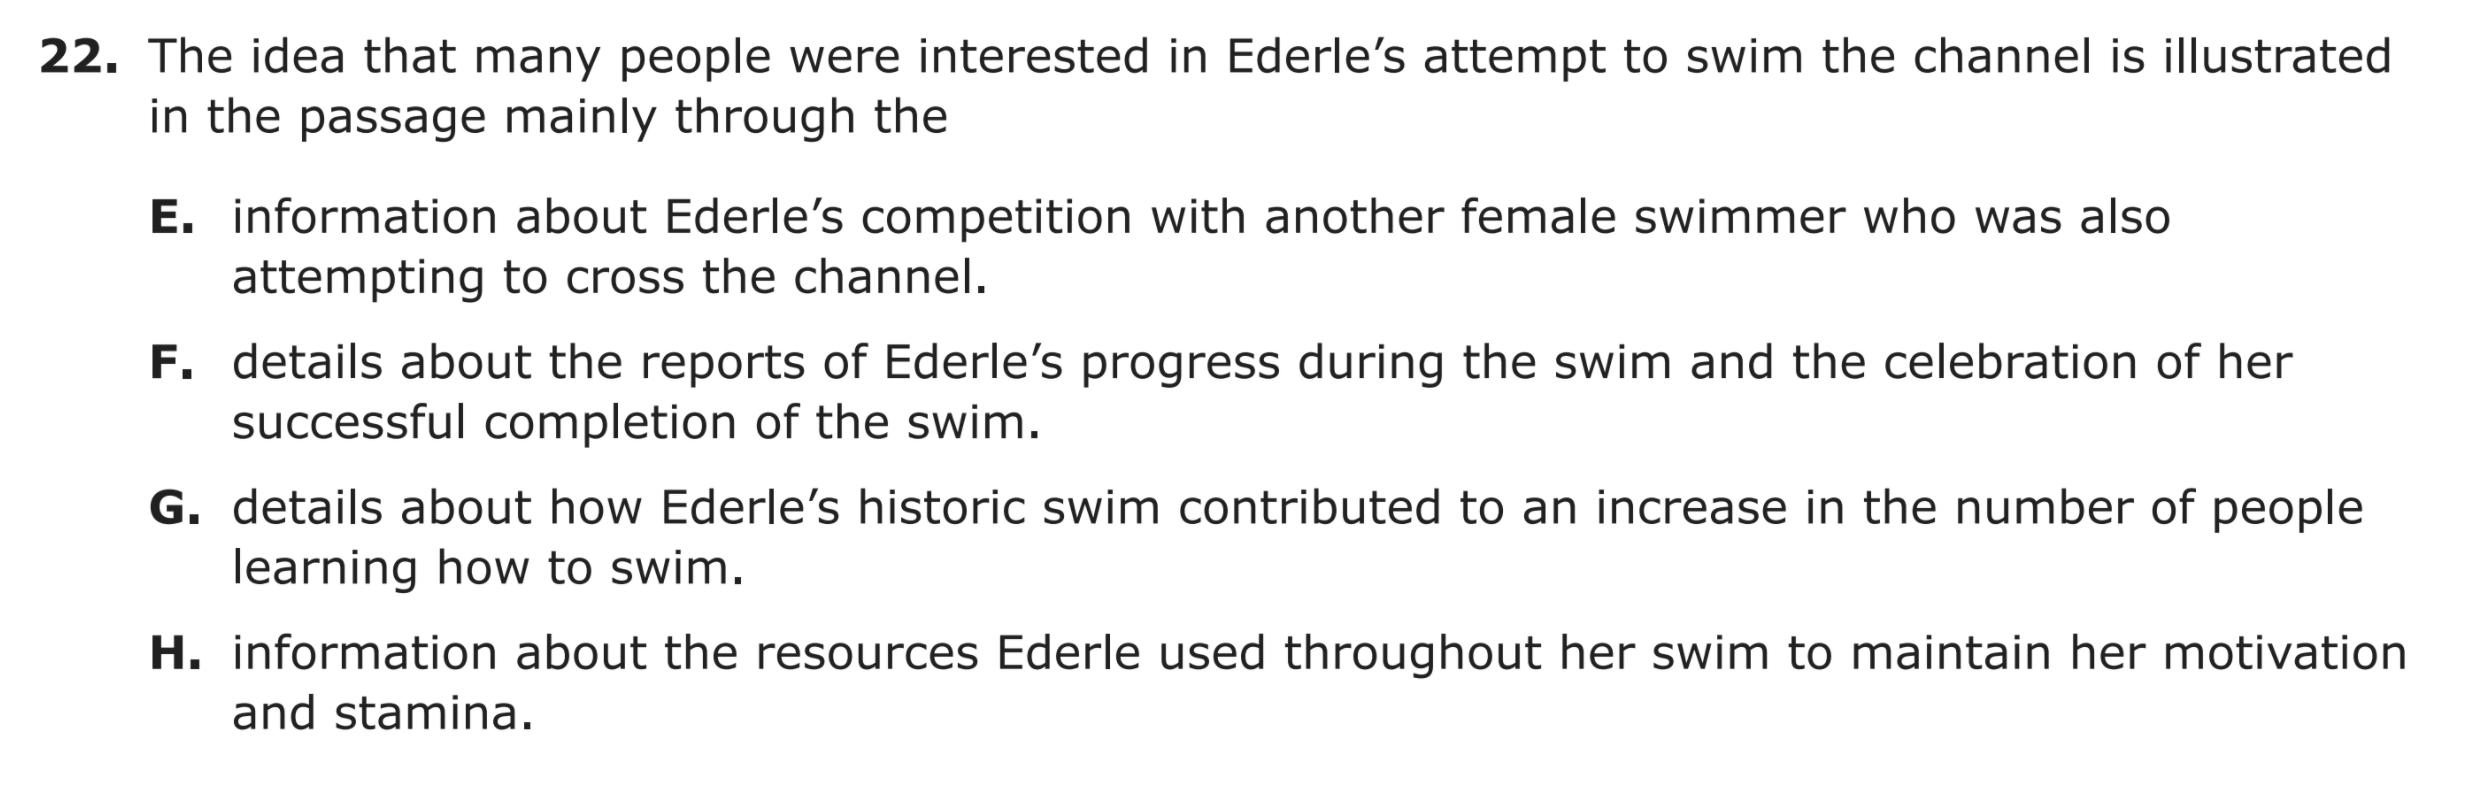 22. The idea that many people were interested in Ederle’s attempt to swim the channel is illustrated
in the passage mainly through the
E. information about Ederle’s competition with another female swimmer who was also
attempting to cross the channel.
F. details about the reports of Ederle’s progress during the swim and the celebration of her
successful completion of the swim.
G. details about how Ederle’s historic swim contributed to an increase in the number of people
learning how to swim.
H. information about the resources Ederle used throughout her swim to maintain her motivation
and stamina.